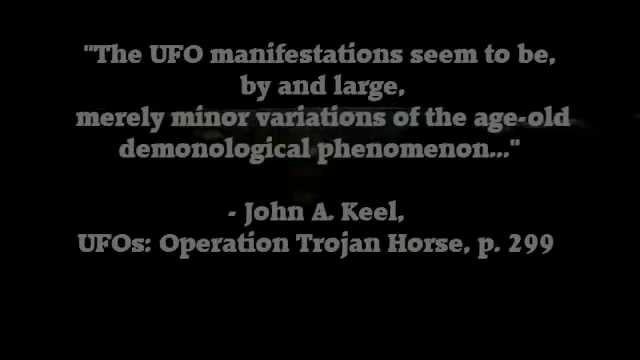 "The UFO manifestations seem to be,
by and large,
merely minor variations of the age-old
demonological phenomenon..."
- John A. Keel,
UFOs: Operation Trojan Horse, p. 299